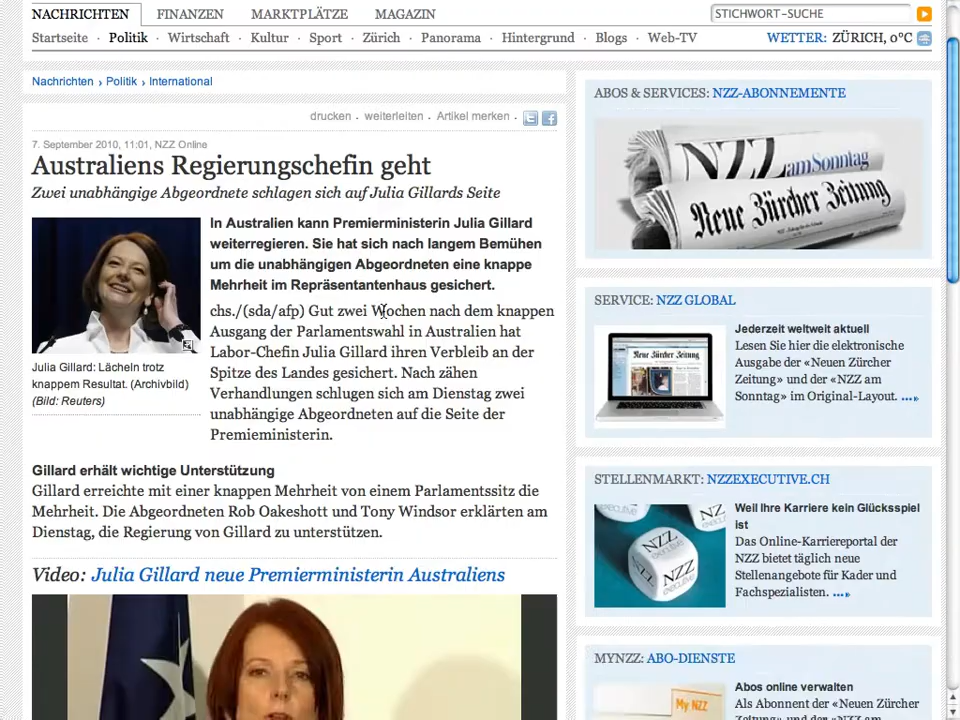 NACHRICHTEN FINANZEN MARKTPLÄTZE MAGAZIN STICHWORT-SUCHE
Startseite · Politik · Wirtschaft · Kultur · Sport · Zürich · Panorama · Hintergrund · Blogs · Web-TV WETTER: ZÜRICH, 0°C
Nachrichten › Politik › International
drucken · weiterleiten · Artikel merken ·
7. September 2010, 11:01, NZZ Online
Australiens Regierungschefin geht
Zwei unabhängige Abgeordnete schlagen sich auf Julia Gillards Seite
In Australien kann Premierministerin Julia Gillard
weiterregieren. Sie hat sich nach langem Bemühen
um die unabhängigen Abgeordneten eine knappe
Mehrheit im Repräsentantenhaus gesichert.
chs./(sda/afp) Gut zwei Wochen nach dem knappen
Ausgang der Parlamentswahl in Australien hat
Labor-Chefin Julia Gillard ihren Verbleib an der
Spitze des Landes gesichert. Nach zähen
Verhandlungen schlugen sich am Dienstag zwei
unabhängige Abgeordneten auf die Seite der
Premieministerin.
Julia Gillard: Lächeln trotz
knappem Resultat. (Archivbild)
(Bild: Reuters)
Gillard erhält wichtige Unterstützung
Gillard erreichte mit einer knappen Mehrheit von einem Parlamentssitz die
Mehrheit. Die Abgeordneten Rob Oakeshott und Tony Windsor erklärten am
Dienstag, die Regierung von Gillard zu unterstützen.
Video: Julia Gillard neue Premierministerin Australiens
ABOS & SERVICES: NZZ-ABONNEMENTE
NZZ amSonntag
Neue Zürcher Zeitung
SERVICE: NZZ GLOBAL
Neue Zürcher Zeitung
Jederzeit weltweit aktuell
Lesen Sie hier die elektronische
Ausgabe der «Neuen Zürcher
Zeitung» und der «NZZ am
Sonntag» im Original-Layout. ...
STELLENMARKT: NZZEXECUTIVE.CH
NZZ
EXECUTIVE
NZZ
NZZ
Weil Ihre Karriere kein Glücksspiel
ist
Das Online-Karriereportal der
NZZ bietet täglich neue
Stellenangebote für Kader und
Fachspezialisten. ...
MYNZZ: ABO-DIENSTE
My NZZ
Abos online verwalten
Als Abonnent der «Neuen Zürcher
Zeitung» und der «NZZ am